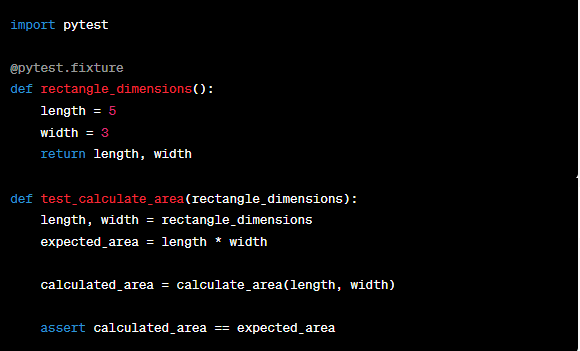 import pytest
@pytest.fixture
def rectangle_dimensions():
    length = 5
    width = 3
    return length, width
def test_calculate_area(rectangle_dimensions):
    length, width = rectangle_dimensions
    expected_area = length * width
    calculated_area = calculate_area(length, width)
    assert calculated_area == expected_area